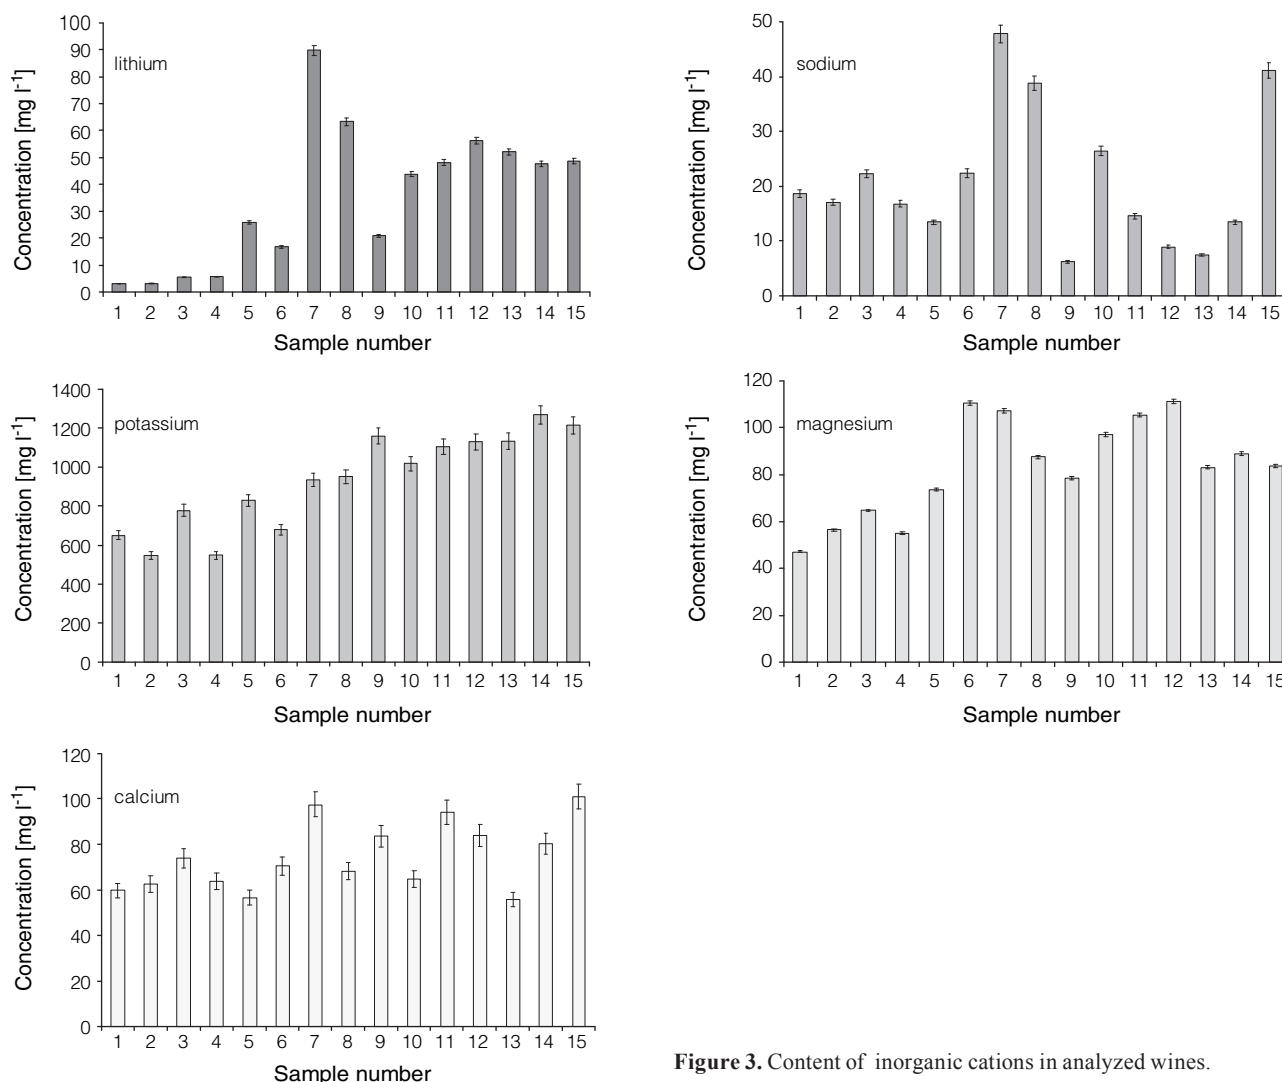 lithium
Concentration [mg l-1]
100
90
80
70
60
50
40
30
20
10
0
1 2 3 4 5 6 7 8 9 10 11 12 13 14 15
Sample number
sodium
Concentration [mg l-1]
50
40
30
20
10
0
1 2 3 4 5 6 7 8 9 10 11 12 13 14 15
Sample number
potassium
Concentration [mg l-1]
1400
1200
1000
800
600
400
200
0
1 2 3 4 5 6 7 8 9 10 11 12 13 14 15
Sample number
magnesium
Concentration [mg l-1]
120
100
80
60
40
20
0
1 2 3 4 5 6 7 8 9 10 11 12 13 14 15
Sample number
calcium
Concentration [mg l-1]
120
100
80
60
40
20
0
1 2 3 4 5 6 7 8 9 10 11 12 13 14 15
Sample number
Figure 3. Content of inorganic cations in analyzed wines.